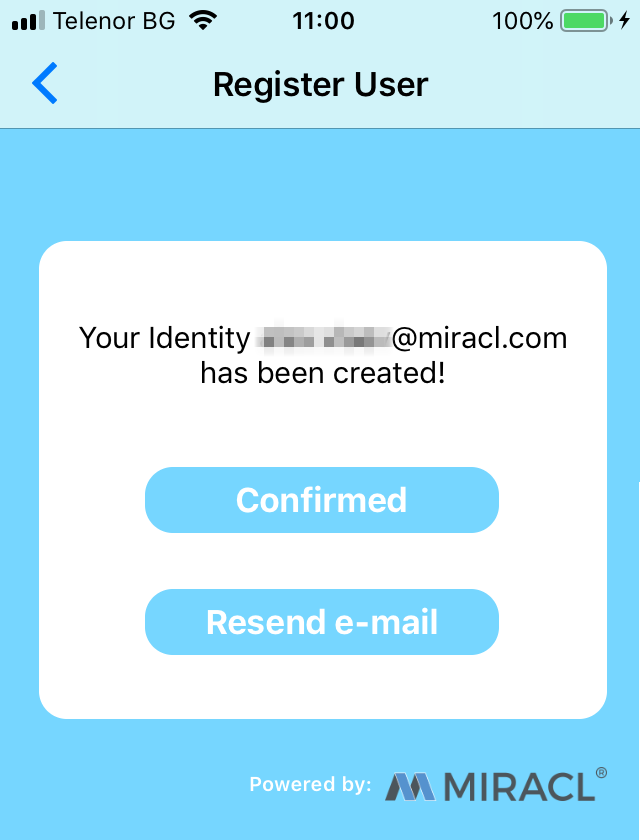 Telenor BG 11:00 100%
Register User
Your Identity @miracl.com
has been created!
Confirmed
Resend e-mail
Powered by: MIRACL®